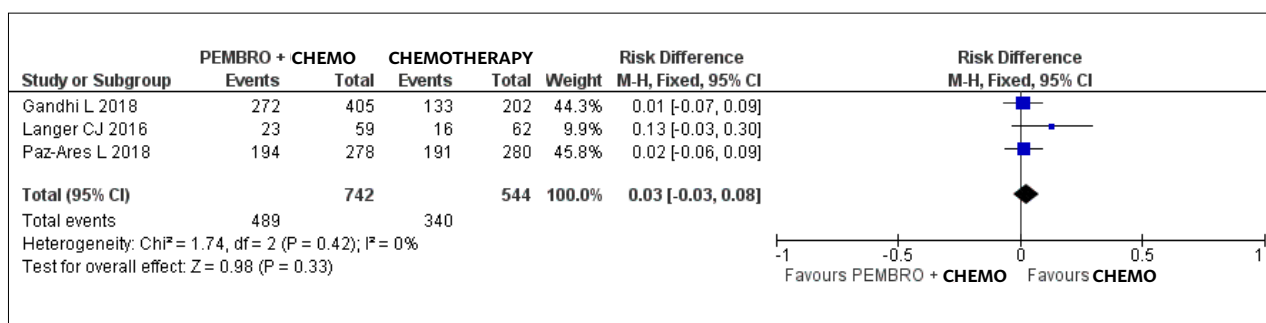 PEMBRO + CHEMO CHEMOTHERAPY Risk Difference Risk Difference
Study or Subgroup Events Total Events Total Weight M-H, Fixed, 95% CI M-H, Fixed, 95% CI
Gandhi L 2018 272 405 133 202 44.3% 0.01 [-0.07, 0.09]
Langer CJ 2016 23 59 16 62 9.9% 0.13 [-0.03, 0.30]
Paz-Ares L 2018 194 278 191 280 45.8% 0.02 [-0.06, 0.09]
Total (95% CI) 742 544 100.0% 0.03 [-0.03, 0.08]
Total events 489 340
Heterogeneity: Chi² = 1.74, df = 2 (P = 0.42); I² = 0%
Test for overall effect: Z = 0.98 (P = 0.33)
-1 -0.5 0 0.5 1
Favours PEMBRO + CHEMO Favours CHEMO